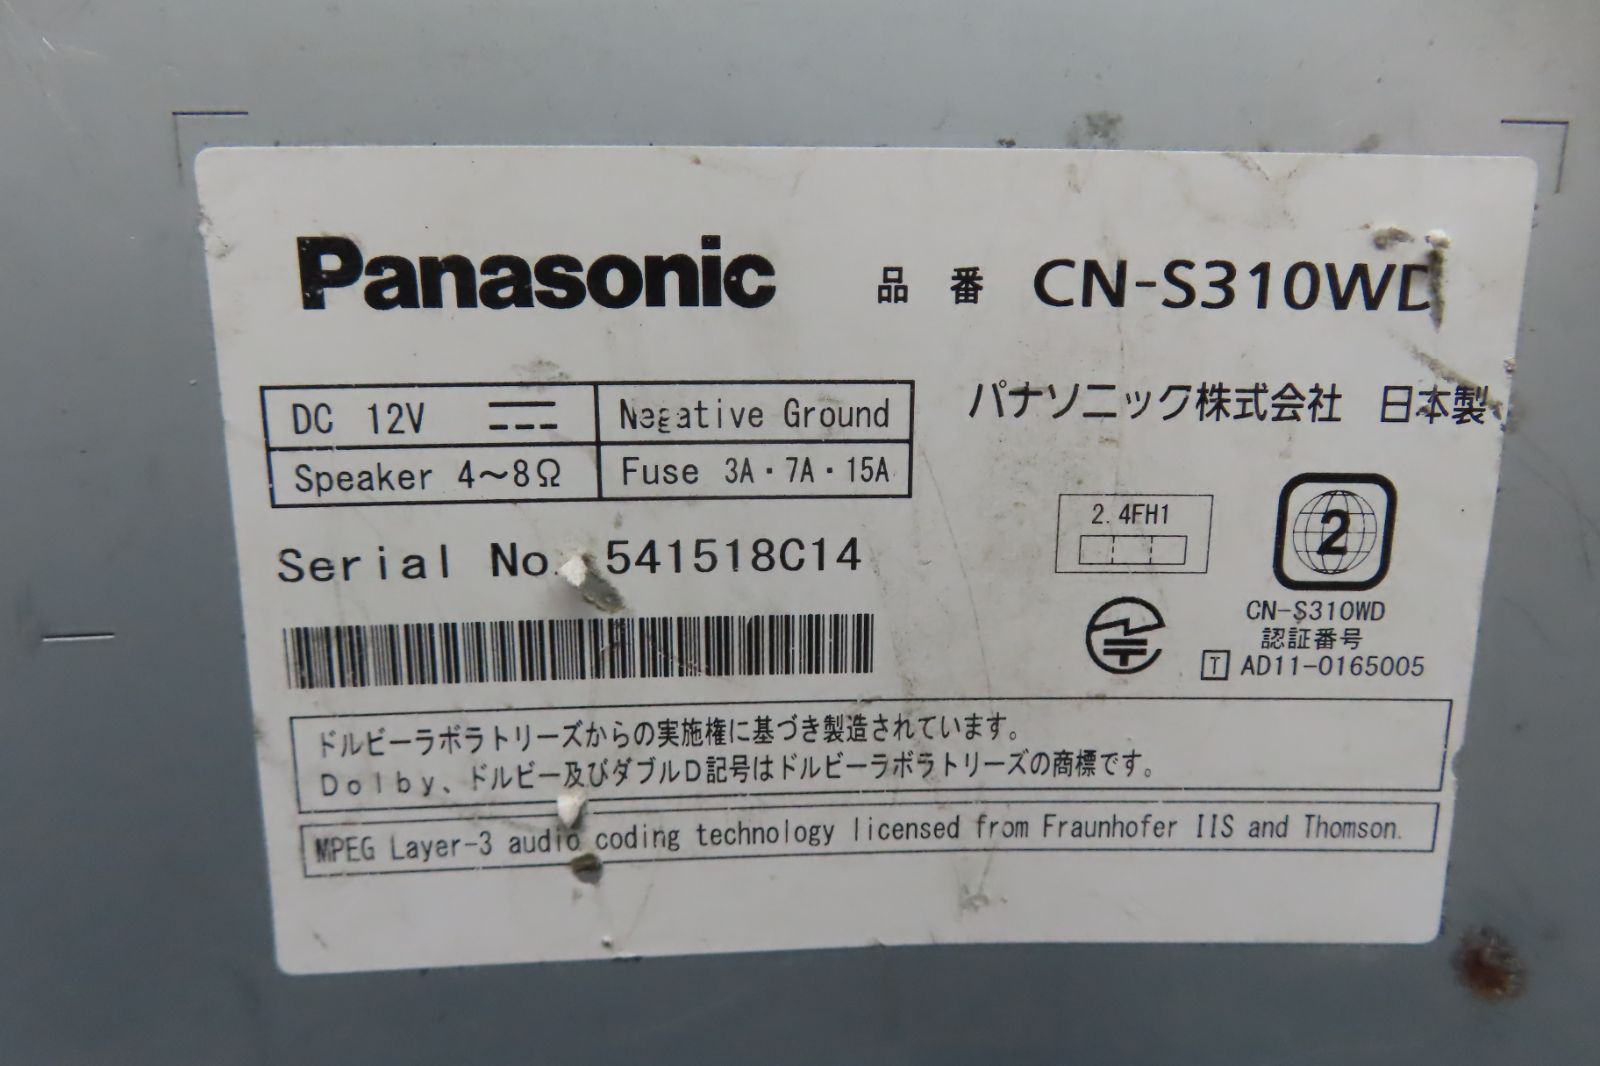 Panasonic 品番 CN-S310WD
パナソニック株式会社 日本製
DC 12V Negative Ground
Speaker 4～8Ω Fuse 3A・7A・15A
Serial No. 541518C14
2.4FH1
2
CN-S310WD
認証番号
T AD11-0165005
ドルビーラボラトリーズからの実施権に基づき製造されています。
Dolby、ドルビー及びダブルD記号はドルビーラボラトリーズの商標です。
MPEG Layer-3 audio coding technology licensed from Fraunhofer IIS and Thomson.